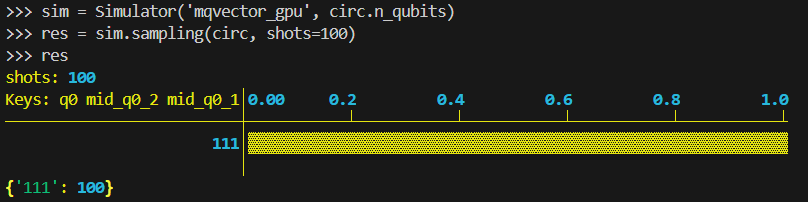 >>> sim = Simulator('mqvector_gpu', circ.n_qubits)
>>> res = sim.sampling(circ, shots=100)
>>> res
shots: 100
Keys: q0 mid_q0_2 mid_q0_1 0.00 0.2 0.4 0.6 0.8 1.0
111
{'111': 100}